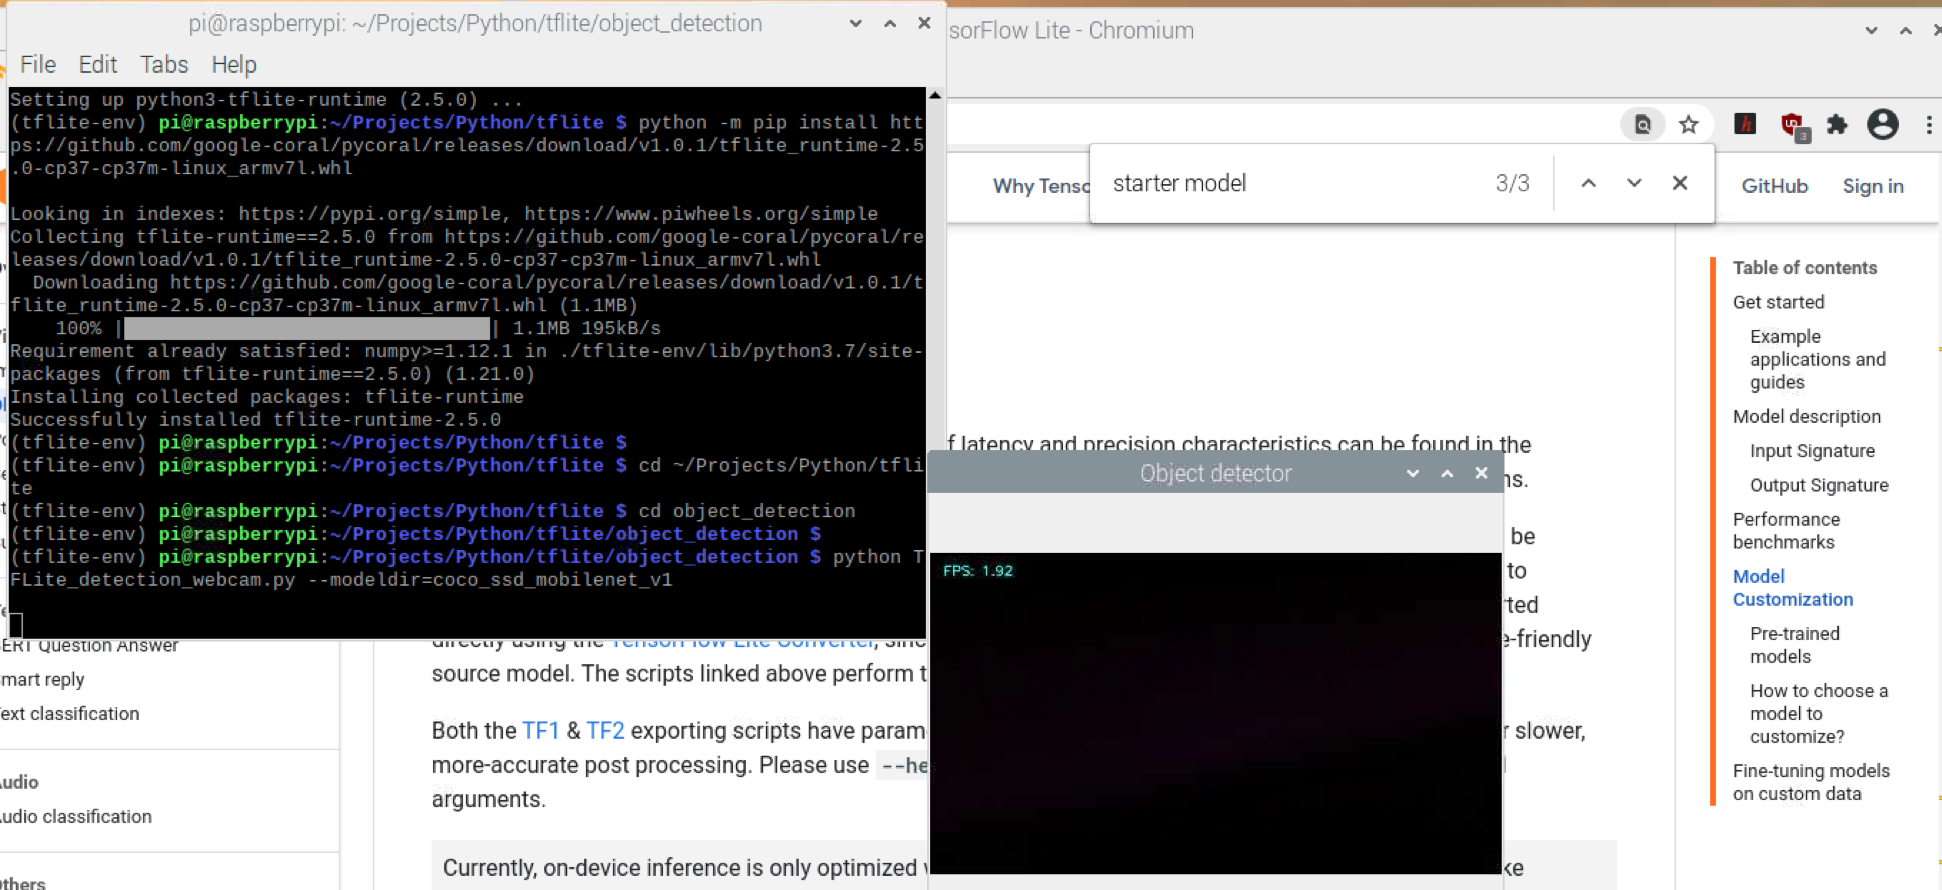 pi@raspberrypi: ~/Projects/Python/tflite/object_detection
File Edit Tabs Help
Setting up python3-tflite-runtime (2.5.0) ...
(tflite-env) pi@raspberrypi:~/Projects/Python/tflite $ python -m pip install htt
ps://github.com/google-coral/pycoral/releases/download/v1.0.1/tflite_runtime-2.5
.0-cp37-cp37m-linux_armv7l.whl
Looking in indexes: https://pypi.org/simple, https://www.piwheels.org/simple
Collecting tflite-runtime==2.5.0 from https://github.com/google-coral/pycoral/re
leases/download/v1.0.1/tflite_runtime-2.5.0-cp37-cp37m-linux_armv7l.whl
Downloading https://github.com/google-coral/pycoral/releases/download/v1.0.1/t
flite_runtime-2.5.0-cp37-cp37m-linux_armv7l.whl (1.1MB)
100% | | 1.1MB 195kB/s
Requirement already satisfied: numpy>=1.12.1 in ./tflite-env/lib/python3.7/site-
packages (from tflite-runtime==2.5.0) (1.21.0)
Installing collected packages: tflite-runtime
Successfully installed tflite-runtime-2.5.0
(tflite-env) pi@raspberrypi:~/Projects/Python/tflite $
(tflite-env) pi@raspberrypi:~/Projects/Python/tflite $ cd ~/Projects/Python/tfli
te
(tflite-env) pi@raspberrypi:~/Projects/Python/tflite $ cd object_detection
(tflite-env) pi@raspberrypi:~/Projects/Python/tflite/object_detection $
(tflite-env) pi@raspberrypi:~/Projects/Python/tflite/object_detection $ python T
FLite_detection_webcam.py --modeldir=coco_ssd_mobilenet_v1
sorFlow Lite - Chromium
3
Why Tenso
starter model 3/3
GitHub Sign in
f latency and precision characteristics can be found in the
ns.
be
to
rted
e-friendly
directly using the TensorFlow Lite Converter, sinc
source model. The scripts linked above perform t
Both the TF1 & TF2 exporting scripts have param
r slower,
more-accurate post processing. Please use --he
arguments.
Currently, on-device inference is only optimized
ke
Object detector
FPS: 1.92
BERT Question Answer
mart reply
ext classification
udio
udio classification
thers
Table of contents
Get started
Example
applications and
guides
Model description
Input Signature
Output Signature
Performance
benchmarks
Model
Customization
Pre-trained
models
How to choose a
model to
customize?
Fine-tuning models
on custom data